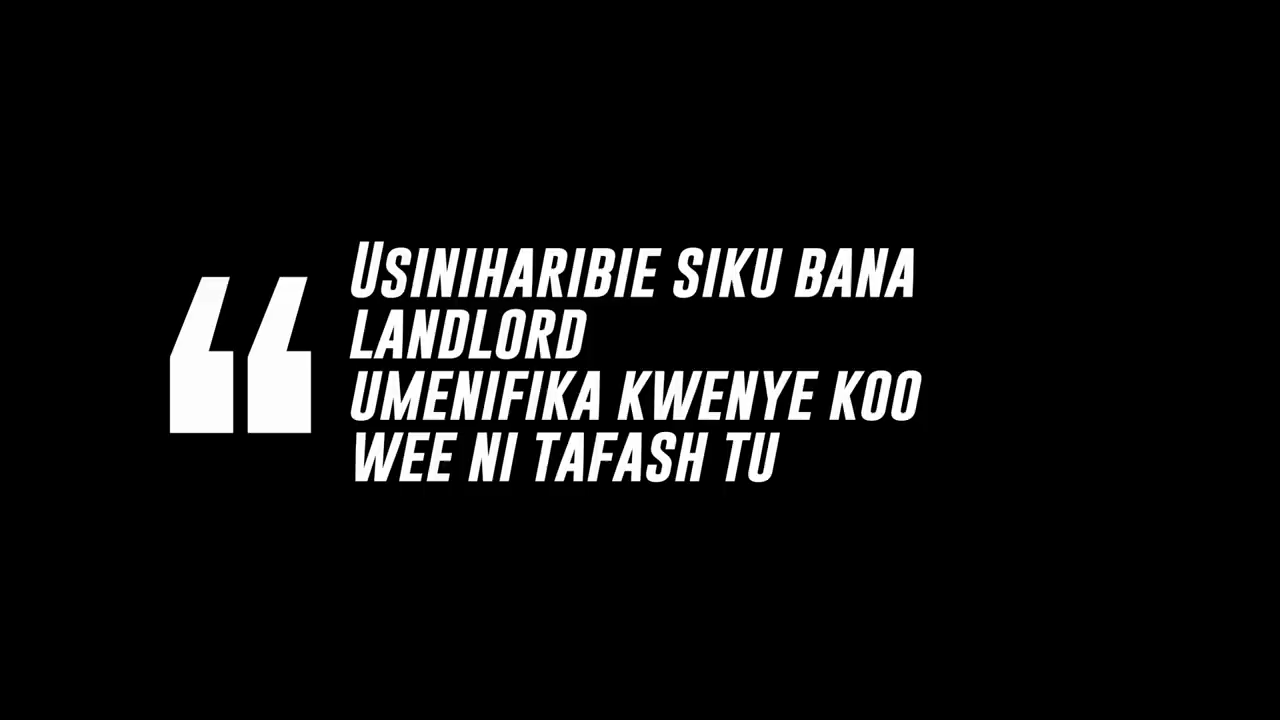 “
Usiniharibie siku bana
landlord
umenifika kwenye koo
wee ni tafash tu